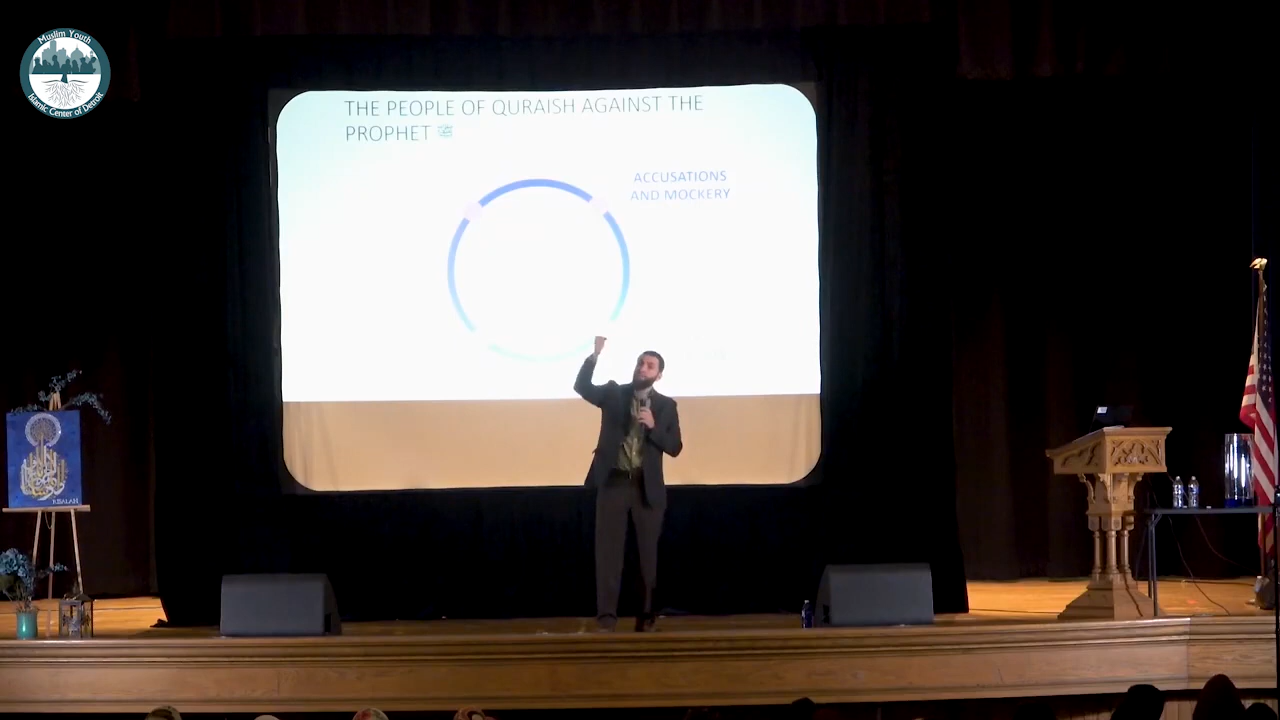 Muslim Youth
Islamic Center of Detroit
THE PEOPLE OF QURAISH AGAINST THE
PROPHET ﷺ
ACCUSATIONS
AND MOCKERY
RISALAH